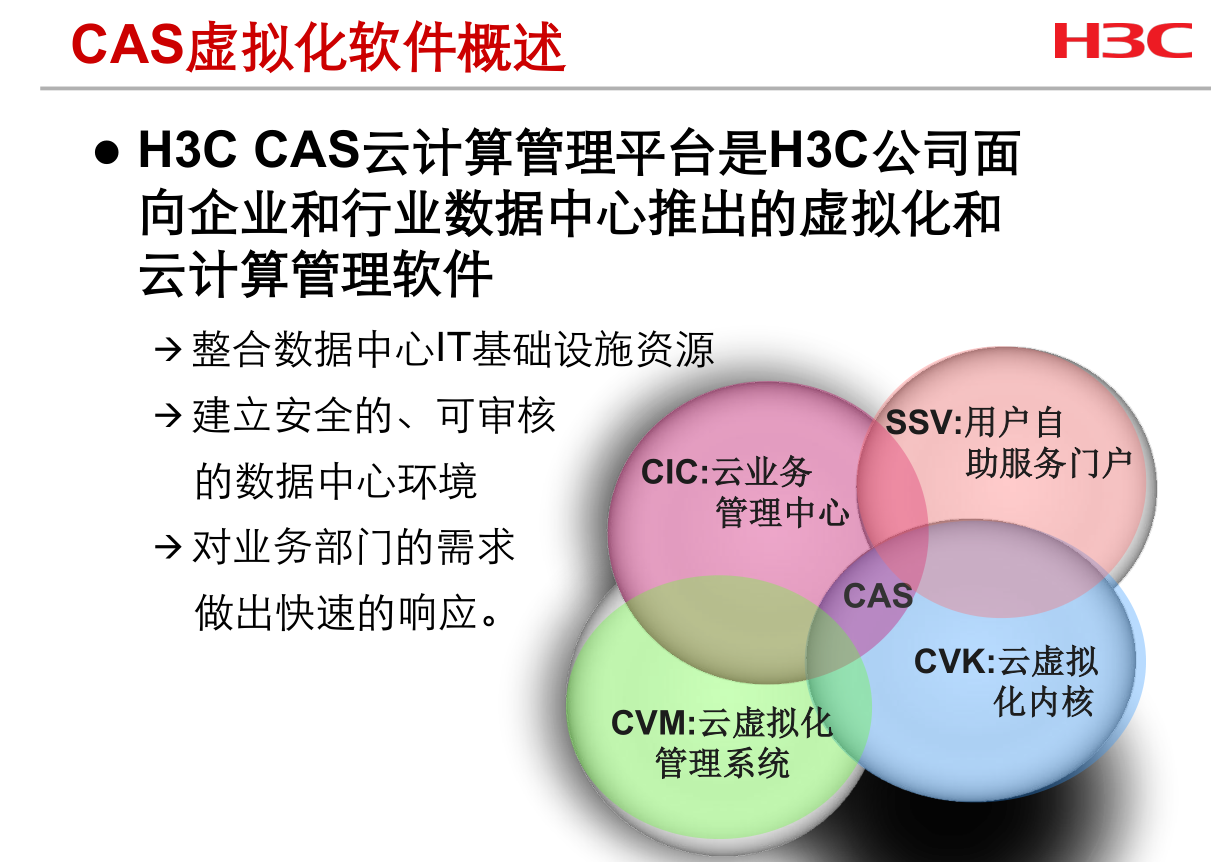 CAS虚拟化软件概述
H3C
● H3C CAS云计算管理平台是H3C公司面
向企业和行业数据中心推出的虚拟化和
云计算管理软件
→ 整合数据中心IT基础设施资源
→ 建立安全的、可审核
的数据中心环境
→ 对业务部门的需求
做出快速的响应。
SSV:用户自
助服务门户
CIC:云业务
管理中心
CAS
CVK:云虚拟
化内核
CVM:云虚拟化
管理系统